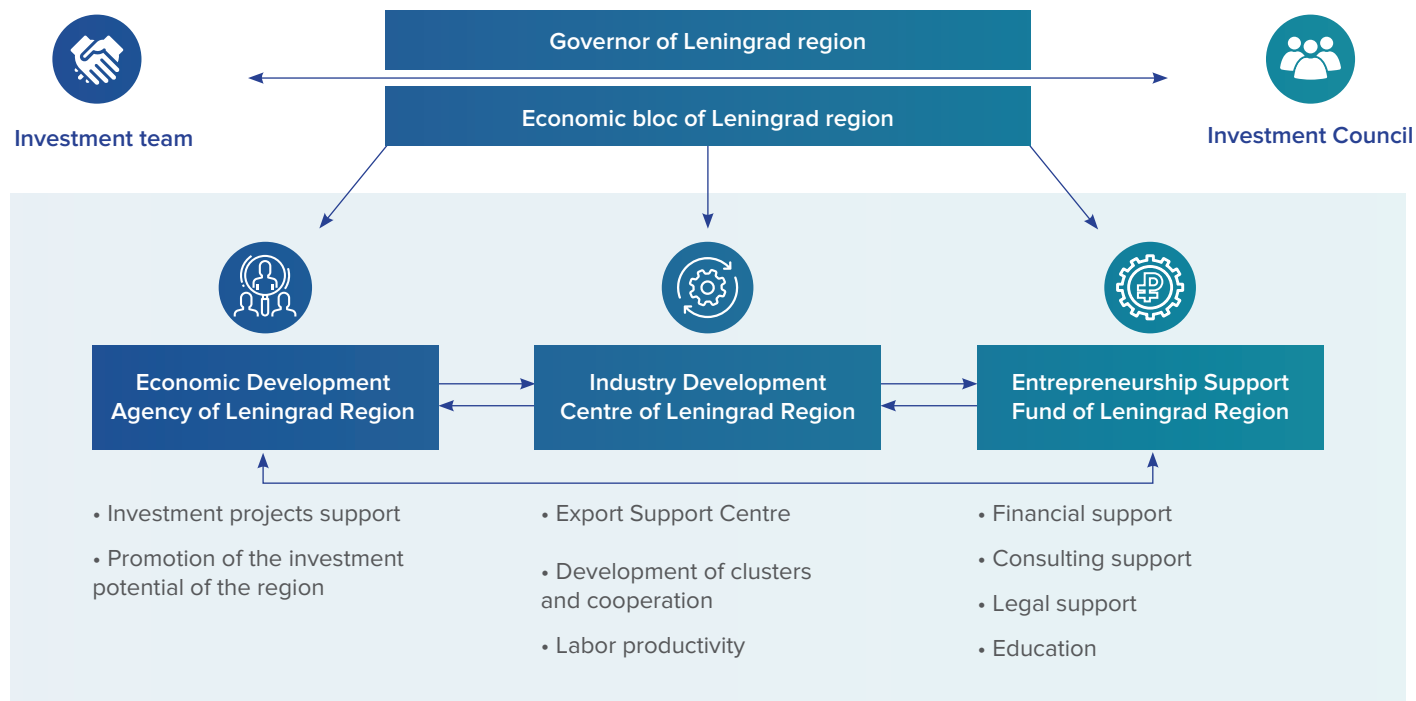 Governor of Leningrad region
Investment team
Economic bloc of Leningrad region
Investment Council
Economic Development
Agency of Leningrad Region
Industry Development
Centre of Leningrad Region
Entrepreneurship Support
Fund of Leningrad Region
• Investment projects support
• Promotion of the investment
potential of the region
• Export Support Centre
• Development of clusters
and cooperation
• Labor productivity
• Financial support
• Consulting support
• Legal support
• Education